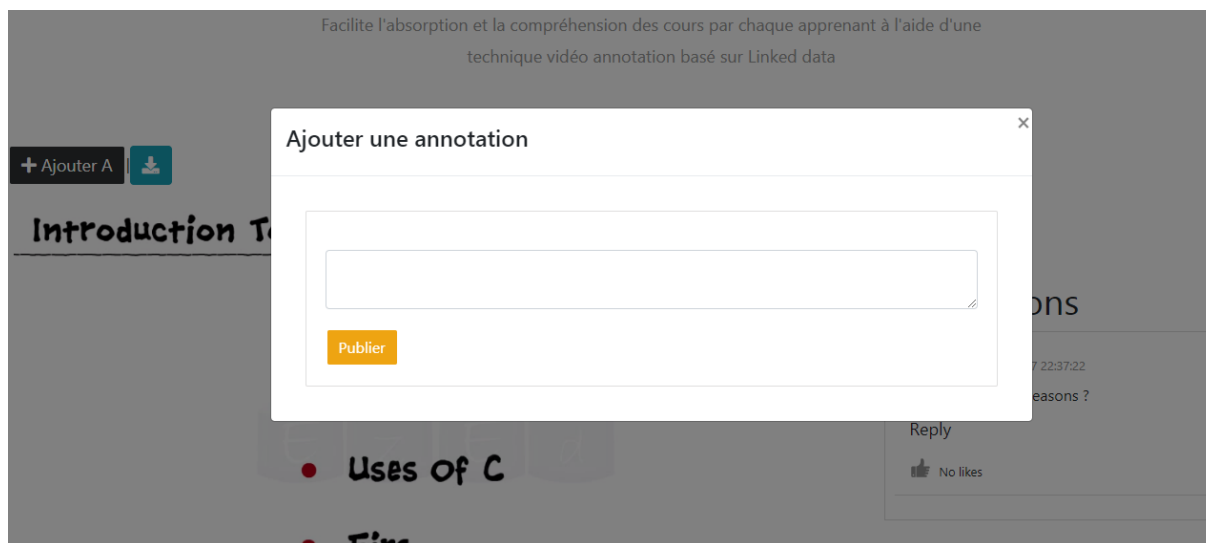 Facilite l'absorption et la compréhension des cours par chaque apprenant à l'aide d'une
technique vidéo annotation basé sur Linked data
Ajouter une annotation
×
Ajouter A |
Introduction
Publier
ons
7 22:37:22
easons ?
Reply
No likes
Uses Of C